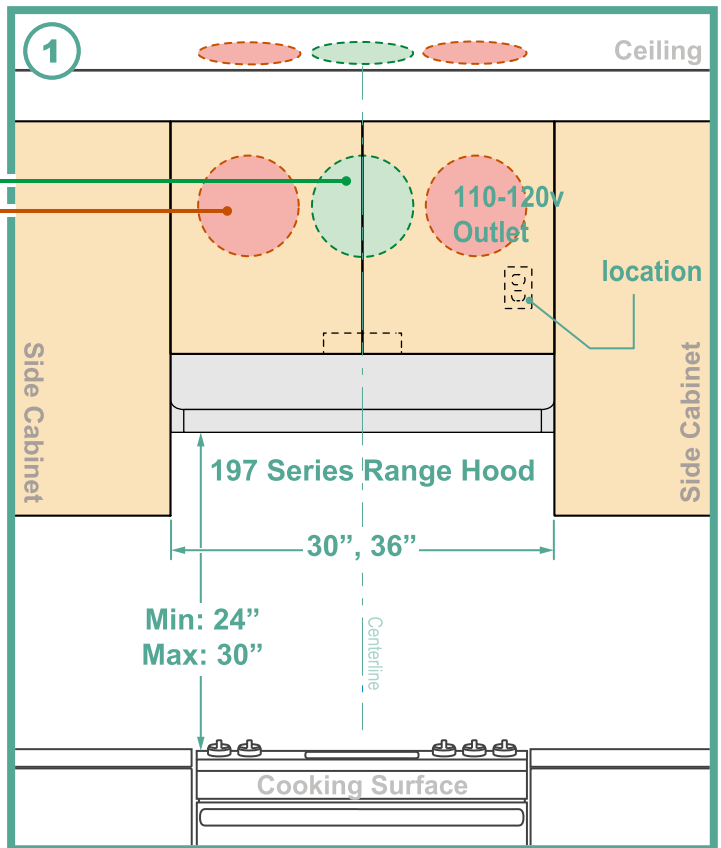 1
Ceiling
110-120v
Outlet
location
Side Cabinet
Side Cabinet
197 Series Range Hood
30”, 36”
Min: 24”
Max: 30”
Centerline
Cooking Surface